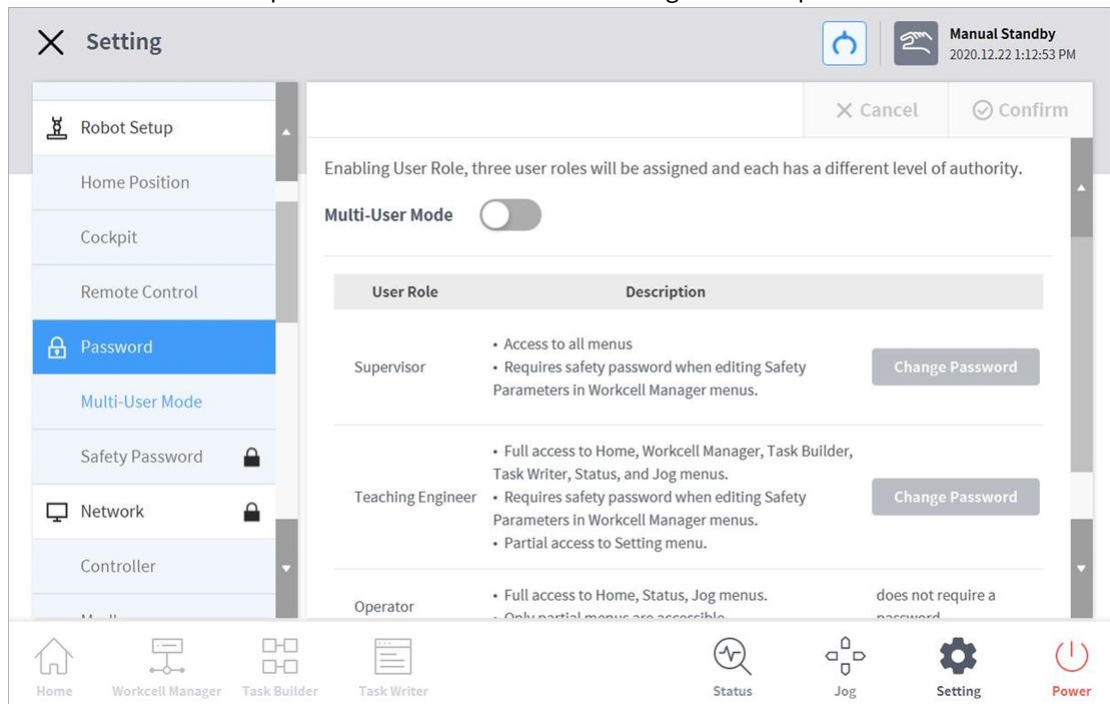 Setting
Manual Standby
2020.12.22 1:12:53 PM
Robot Setup
Home Position
Cockpit
Remote Control
Password
Multi-User Mode
Safety Password
Network
Controller
Cancel
Confirm
Enabling User Role, three user roles will be assigned and each has a different level of authority.
Multi-User Mode
User Role Description
Supervisor
• Access to all menus
• Requires safety password when editing Safety
Parameters in Workcell Manager menus.
Change Password
Teaching Engineer
• Full access to Home, Workcell Manager, Task Builder,
Task Writer, Status, and Jog menus.
• Requires safety password when editing Safety
Parameters in Workcell Manager menus.
• Partial access to Setting menu.
Change Password
Operator
• Full access to Home, Status, Jog menus.
• Only partial menus are accessible
does not require a
password
Home Workcell Manager Task Builder Task Writer Status Jog Setting Power